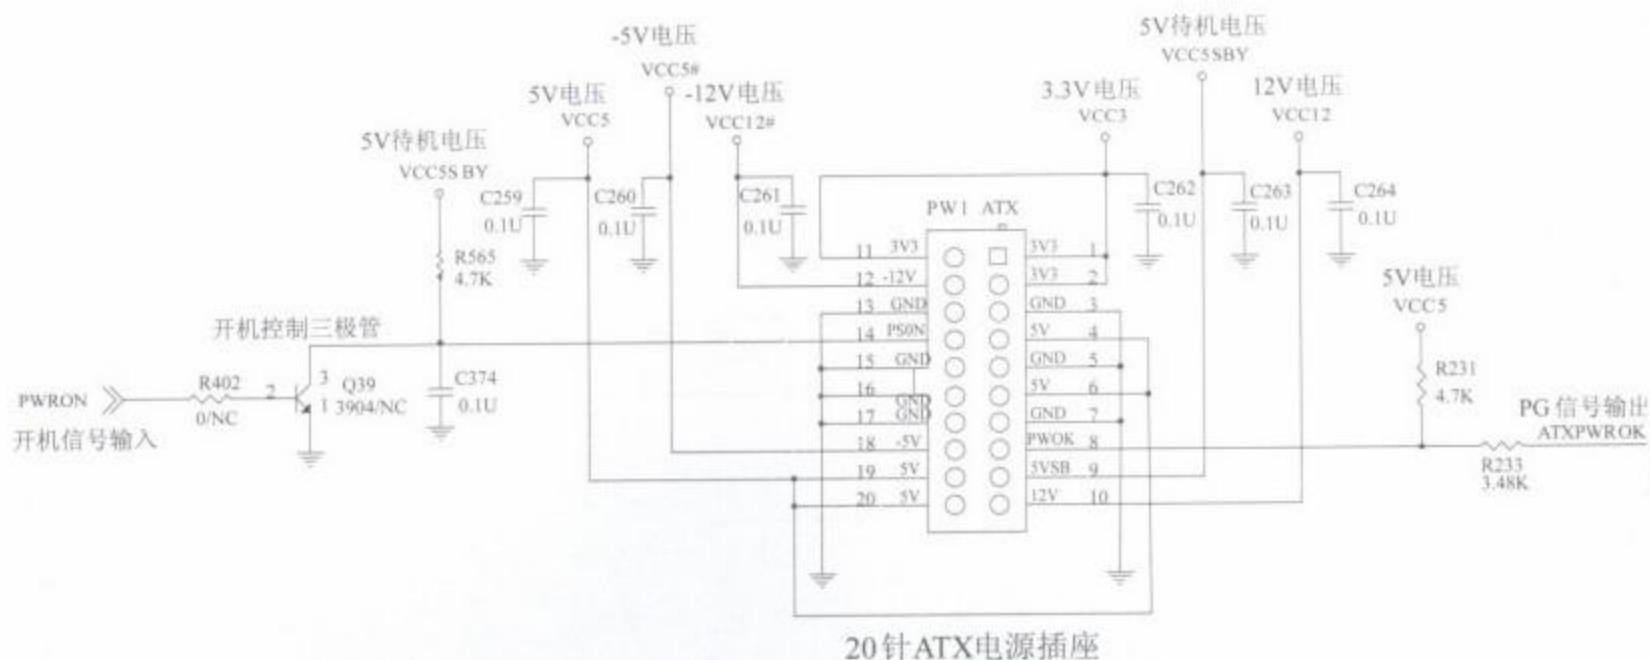 -5V电压
VCC5#
5V电压
VCC5
-12V电压
VCC12#
5V待机电压
VCC5SBY
3.3V电压
VCC3
5V待机电压
VCC5SBY
12V电压
VCC12
C259
0.1U
C260
0.1U
C261
0.1U
C262
0.1U
C263
0.1U
C264
0.1U
R565
4.7K
PW1 ATX
11 3V3
12 -12V
13 GND
14 PS0N
15 GND
16 GND
17 GND
18 -5V
19 5V
20 5V
3V3 1
3V3 2
GND 3
5V 4
GND 5
5V 6
GND 7
PWOK 8
5VSB 9
12V 10
5V电压
VCC5
R231
4.7K
PG 信号输出
ATXPWROK
R233
3.48K
开机控制三极管
PWRON
开机信号输入
R402
0/NC
2
3
1
Q39
3904/NC
C374
0.1U
20针ATX电源插座